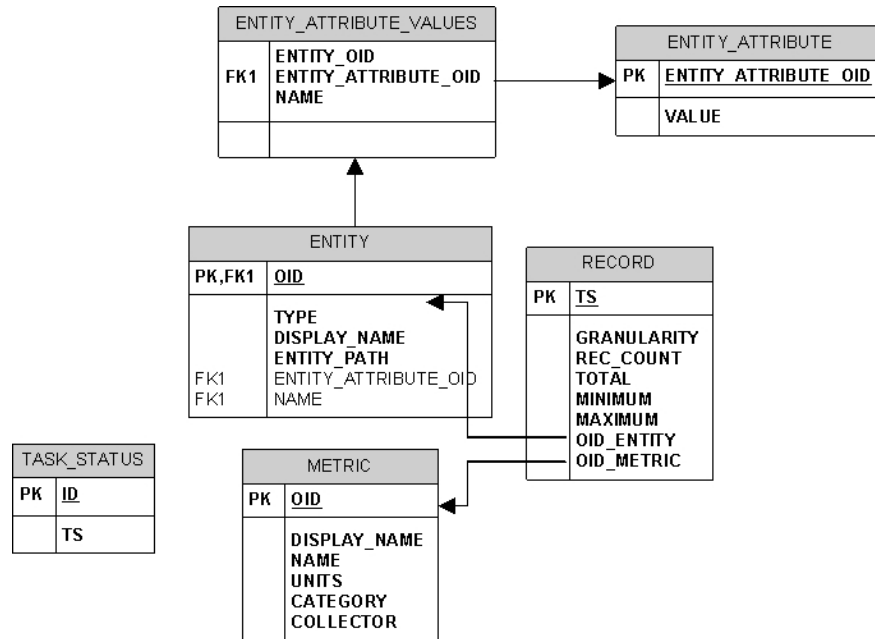 ENTITY_ATTRIBUTE_VALUES
ENTITY_OID
FK1 ENTITY_ATTRIBUTE_OID
NAME
ENTITY_ATTRIBUTE
PK ENTITY_ATTRIBUTE_OID
VALUE
ENTITY
PK,FK1 OID
TYPE
DISPLAY_NAME
ENTITY_PATH
FK1 ENTITY_ATTRIBUTE_OID
FK1 NAME
RECORD
PK TS
GRANULARITY
REC_COUNT
TOTAL
MINIMUM
MAXIMUM
OID_ENTITY
OID_METRIC
TASK_STATUS
PK ID
TS
METRIC
PK OID
DISPLAY_NAME
NAME
UNITS
CATEGORY
COLLECTOR